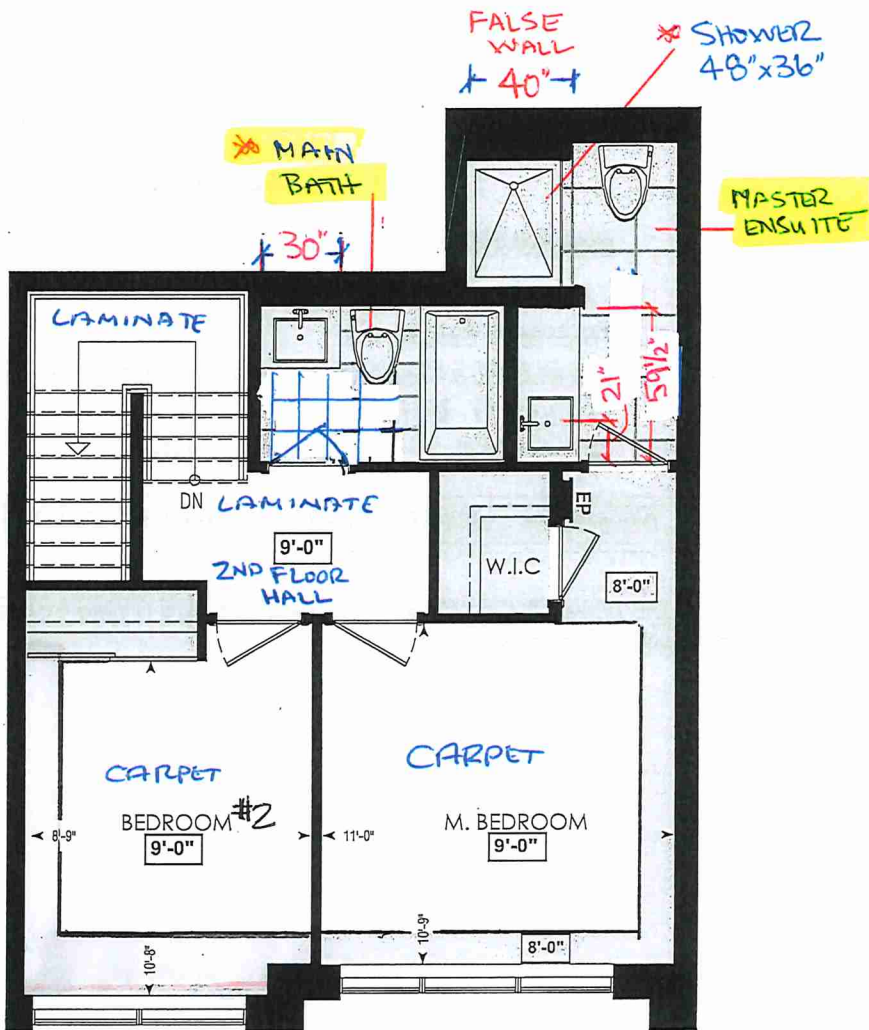 FALSE
WALL
40"
* SHOWER
48"x36"
* MAIN
BATH
MASTER
ENSUITE
30"
LAMINATE
21"
59 1/2"
DN
LAMINATE
9'-0"
2ND FLOOR
HALL
W.I.C
EP
8'-0"
CARPET
BEDROOM #2
8'-9"
9'-0"
10'-8"
CARPET
M. BEDROOM
11'-0"
9'-0"
10'-9"
8'-0"